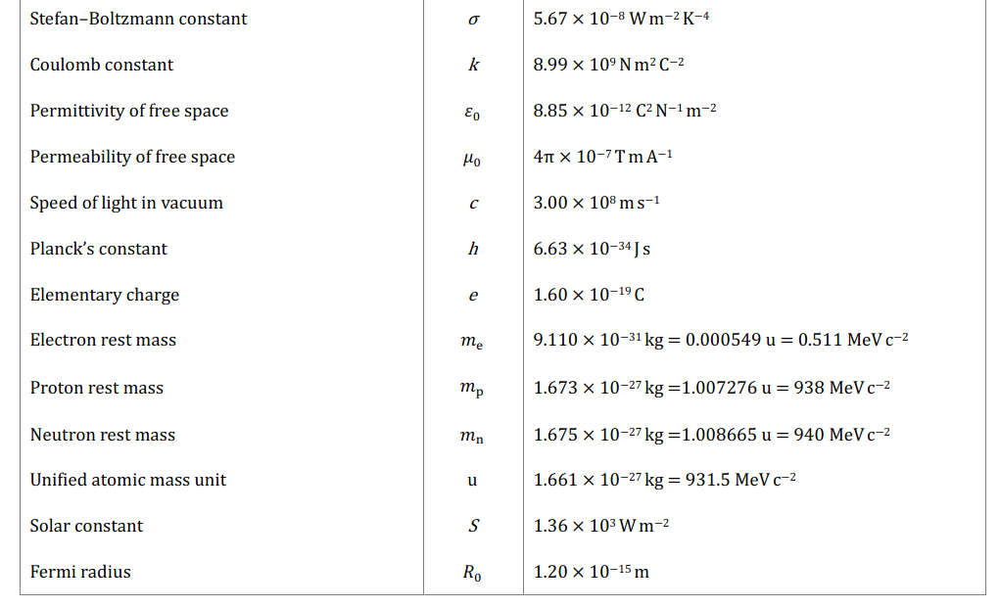 Stefan–Boltzmann constant σ 5.67 × 10⁻⁸ W m⁻² K⁻⁴
Coulomb constant k 8.99 × 10⁹ N m² C⁻²
Permittivity of free space ε₀ 8.85 × 10⁻¹² C² N⁻¹ m⁻²
Permeability of free space μ₀ 4π × 10⁻⁷ T m A⁻¹
Speed of light in vacuum c 3.00 × 10⁸ m s⁻¹
Planck’s constant h 6.63 × 10⁻³⁴ J s
Elementary charge e 1.60 × 10⁻¹⁹ C
Electron rest mass mₑ 9.110 × 10⁻³¹ kg = 0.000549 u = 0.511 MeV c⁻²
Proton rest mass mₚ 1.673 × 10⁻²⁷ kg =1.007276 u = 938 MeV c⁻²
Neutron rest mass mₙ 1.675 × 10⁻²⁷ kg =1.008665 u = 940 MeV c⁻²
Unified atomic mass unit u 1.661 × 10⁻²⁷ kg = 931.5 MeV c⁻²
Solar constant S 1.36 × 10³ W m⁻²
Fermi radius R₀ 1.20 × 10⁻¹⁵ m